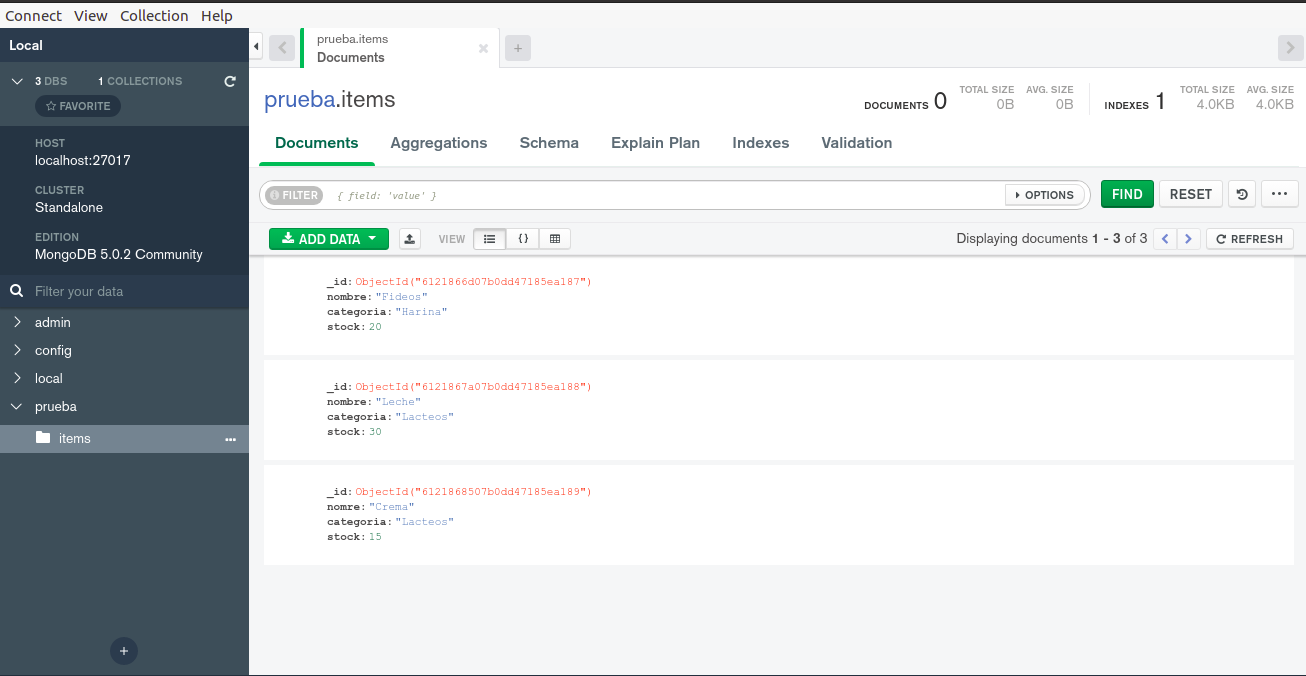 Connect View Collection Help
Local
3 DBS 1 COLLECTIONS
FAVORITE
HOST
localhost:27017
CLUSTER
Standalone
EDITION
MongoDB 5.0.2 Community
Filter your data
admin
config
local
prueba
items
prueba.items
Documents
prueba.items
DOCUMENTS 0
TOTAL SIZE
0B
AVG. SIZE
0B
INDEXES 1
TOTAL SIZE
4.0KB
AVG. SIZE
4.0KB
Documents Aggregations Schema Explain Plan Indexes Validation
FILTER { field: 'value' } OPTIONS FIND RESET
ADD DATA VIEW {} Displaying documents 1 - 3 of 3 REFRESH
_id: ObjectId("6121866d07b0dd47185ea187")
nombre: "Fideos"
categoria: "Harina"
stock: 20
_id: ObjectId("6121867a07b0dd47185ea188")
nombre: "Leche"
categoria: "Lacteos"
stock: 30
_id: ObjectId("6121868507b0dd47185ea189")
nomre: "Crema"
categoria: "Lacteos"
stock: 15